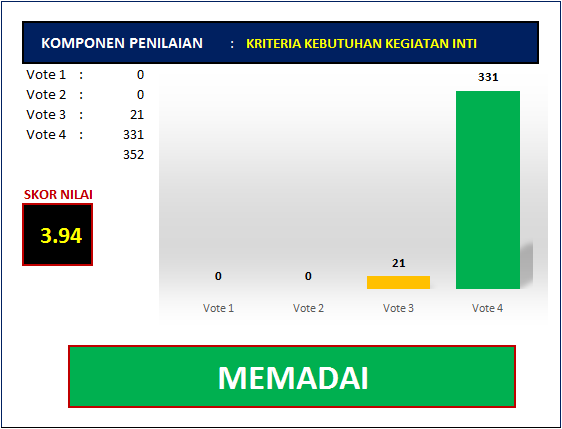 KOMPONEN PENILAIAN : KRITERIA KEBUTUHAN KEGIATAN INTI
Vote 1 : 0
Vote 2 : 0
Vote 3 : 21
Vote 4 : 331
352
SKOR NILAI
3.94
331
21
0 0
Vote 1 Vote 2 Vote 3 Vote 4
MEMADAI